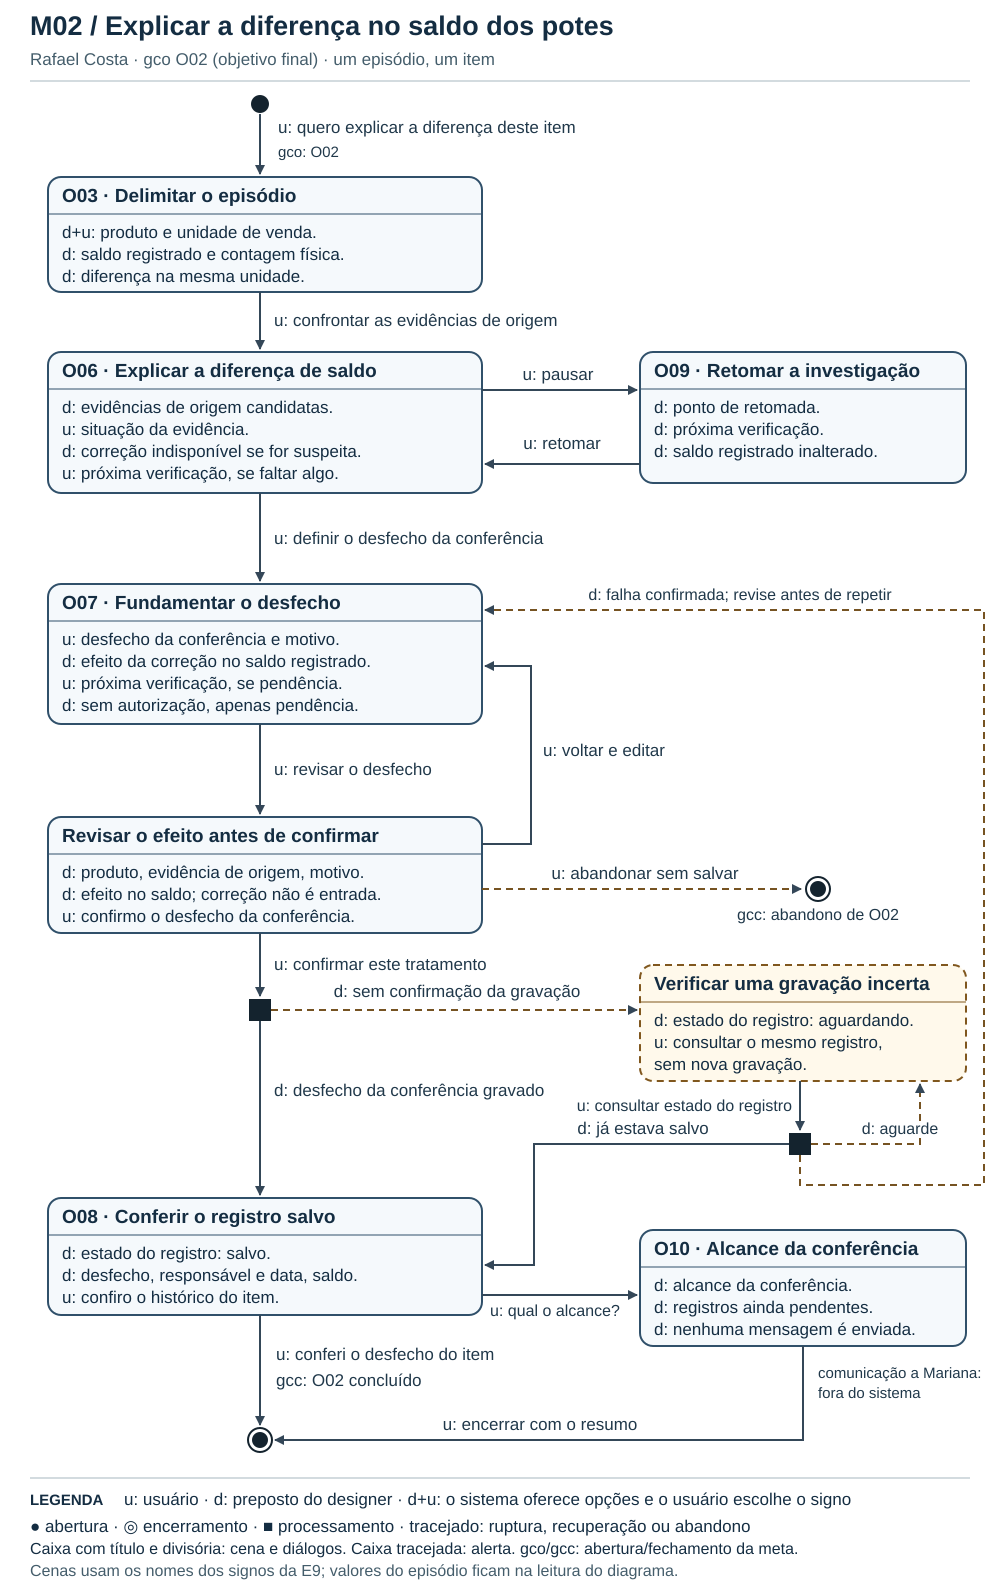 M02 / Explicar a diferença no saldo dos potes
Rafael Costa · gco O02 (objetivo final) · um episódio, um item
u: quero explicar a diferença deste item
gco: O02
O03 · Delimitar o episódio
d+u: produto e unidade de venda.
d: saldo registrado e contagem física.
d: diferença na mesma unidade.
u: confrontar as evidências de origem
O06 · Explicar a diferença de saldo
d: evidências de origem candidatas.
u: situação da evidência.
d: correção indisponível se for suspeita.
u: próxima verificação, se faltar algo.
u: pausar
u: retomar
O09 · Retomar a investigação
d: ponto de retomada.
d: próxima verificação.
d: saldo registrado inalterado.
u: definir o desfecho da conferência
d: falha confirmada; revise antes de repetir
O07 · Fundamentar o desfecho
u: desfecho da conferência e motivo.
d: efeito da correção no saldo registrado.
u: próxima verificação, se pendência.
d: sem autorização, apenas pendência.
u: voltar e editar
u: revisar o desfecho
Revisar o efeito antes de confirmar
d: produto, evidência de origem, motivo.
d: efeito no saldo; correção não é entrada.
u: confirmo o desfecho da conferência.
u: abandonar sem salvar
gcc: abandono de O02
u: confirmar este tratamento
d: sem confirmação da gravação
Verificar uma gravação incerta
d: estado do registro: aguardando.
u: consultar o mesmo registro,
sem nova gravação.
d: desfecho da conferência gravado
u: consultar estado do registro
d: já estava salvo
d: aguarde
O08 · Conferir o registro salvo
d: estado do registro: salvo.
d: desfecho, responsável e data, saldo.
u: confiro o histórico do item.
u: qual o alcance?
O10 · Alcance da conferência
d: alcance da conferência.
d: registros ainda pendentes.
d: nenhuma mensagem é enviada.
u: conferi o desfecho do item
gcc: O02 concluído
comunicação a Mariana:
fora do sistema
u: encerrar com o resumo
LEGENDA u: usuário · d: preposto do designer · d+u: o sistema oferece opções e o usuário escolhe o signo
● abertura · ◎ encerramento · ■ processamento · tracejado: ruptura, recuperação ou abandono
Caixa com título e divisória: cena e diálogos. Caixa tracejada: alerta. gco/gcc: abertura/fechamento da meta.
Cenas usam os nomes dos signos da E9; valores do episódio ficam na leitura do diagrama.